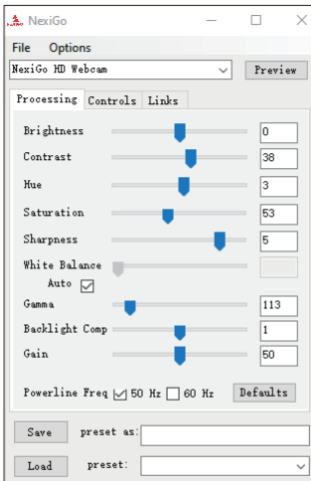 NexiGo
File Options
NexiGo HD Webcam Preview
Processing Controls Links
Brightness 0
Contrast 38
Hue 3
Saturation 53
Sharpness 5
White Balance
Auto
Gamma 113
Backlight Comp 1
Gain 50
Powerline Freq 50 Hz 60 Hz Defaults
Save preset as:
Load preset: